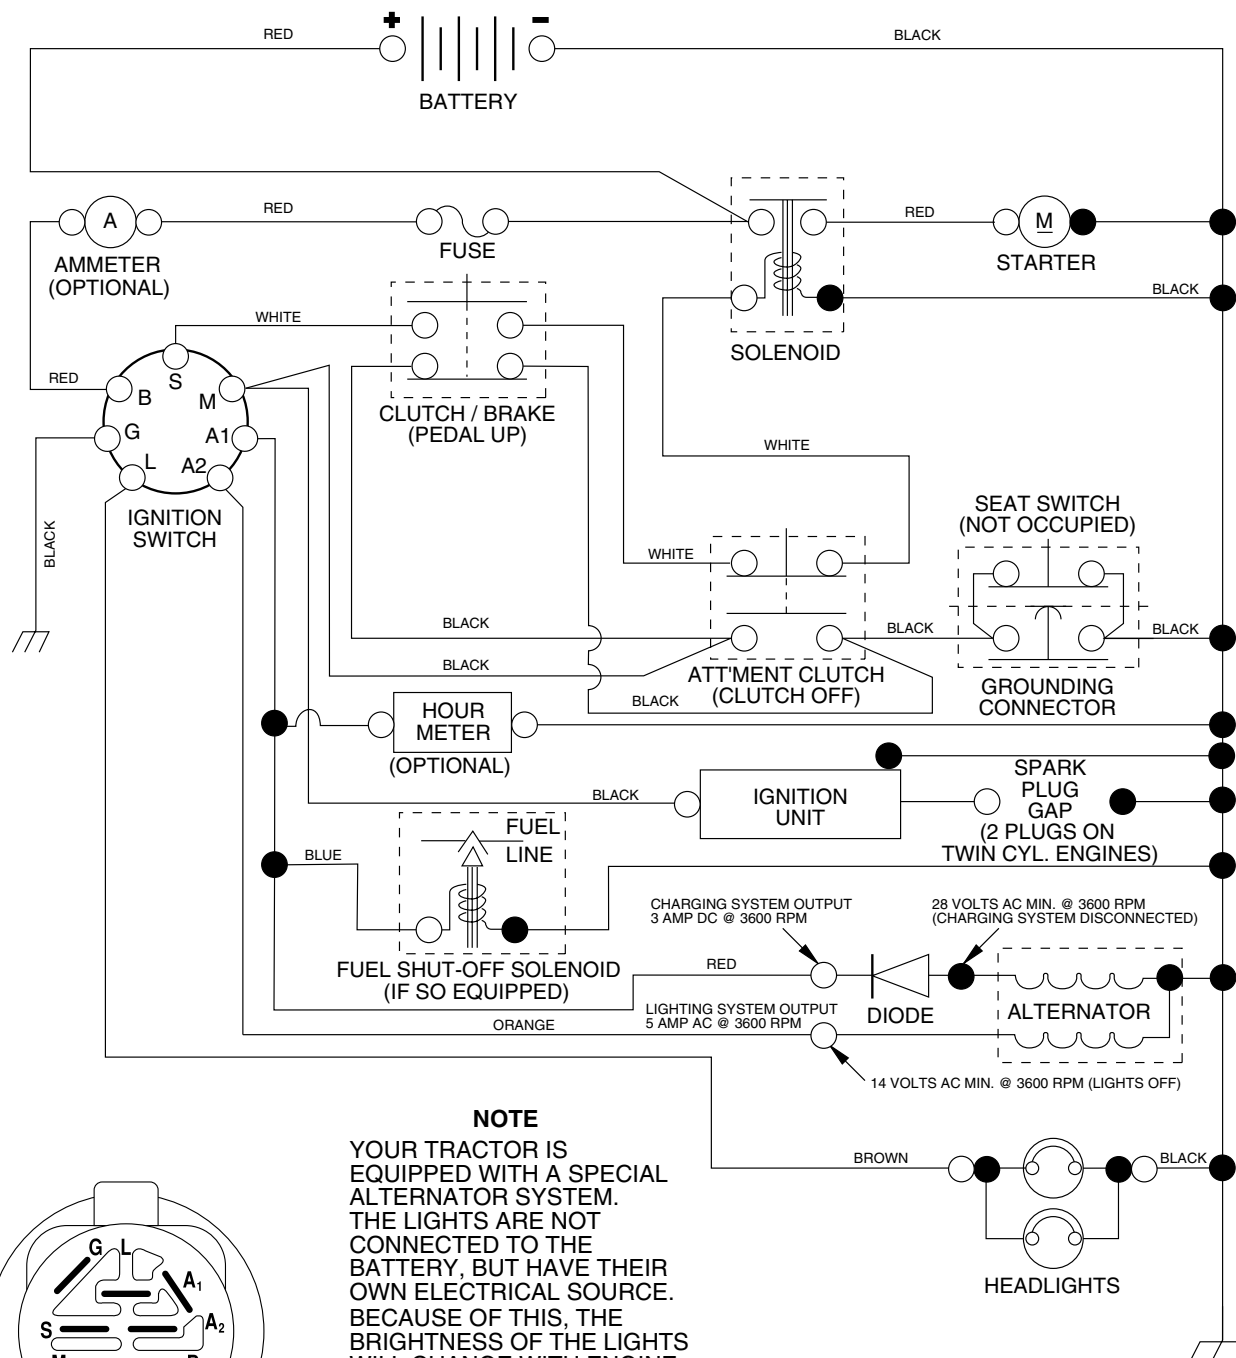 + -
RED
BLACK
BATTERY
A
RED
FUSE
RED
M
STARTER
AMMETER
(OPTIONAL)
BLACK
SOLENOID
WHITE
RED
S
B
M
G
A1
L
A2
CLUTCH / BRAKE
(PEDAL UP)
WHITE
IGNITION
SWITCH
BLACK
SEAT SWITCH
(NOT OCCUPIED)
WHITE
BLACK
BLACK
BLACK
BLACK
ATT'MENT CLUTCH
(CLUTCH OFF)
BLACK
GROUNDING
CONNECTOR
HOUR
METER
(OPTIONAL)
BLACK
IGNITION
UNIT
SPARK
PLUG
GAP
(2 PLUGS ON
TWIN CYL. ENGINES)
FUEL
LINE
BLUE
CHARGING SYSTEM OUTPUT
3 AMP DC @ 3600 RPM
28 VOLTS AC MIN. @ 3600 RPM
(CHARGING SYSTEM DISCONNECTED)
FUEL SHUT-OFF SOLENOID
(IF SO EQUIPPED)
RED
LIGHTING SYSTEM OUTPUT
5 AMP AC @ 3600 RPM
DIODE
ALTERNATOR
ORANGE
14 VOLTS AC MIN. @ 3600 RPM (LIGHTS OFF)
NOTE
YOUR TRACTOR IS
EQUIPPED WITH A SPECIAL
ALTERNATOR SYSTEM.
THE LIGHTS ARE NOT
CONNECTED TO THE
BATTERY, BUT HAVE THEIR
OWN ELECTRICAL SOURCE.
BECAUSE OF THIS, THE
BRIGHTNESS OF THE LIGHTS
WILL CHANGE WITH ENGINE
BROWN
BLACK
HEADLIGHTS
G L
A1
A2
S
M
B